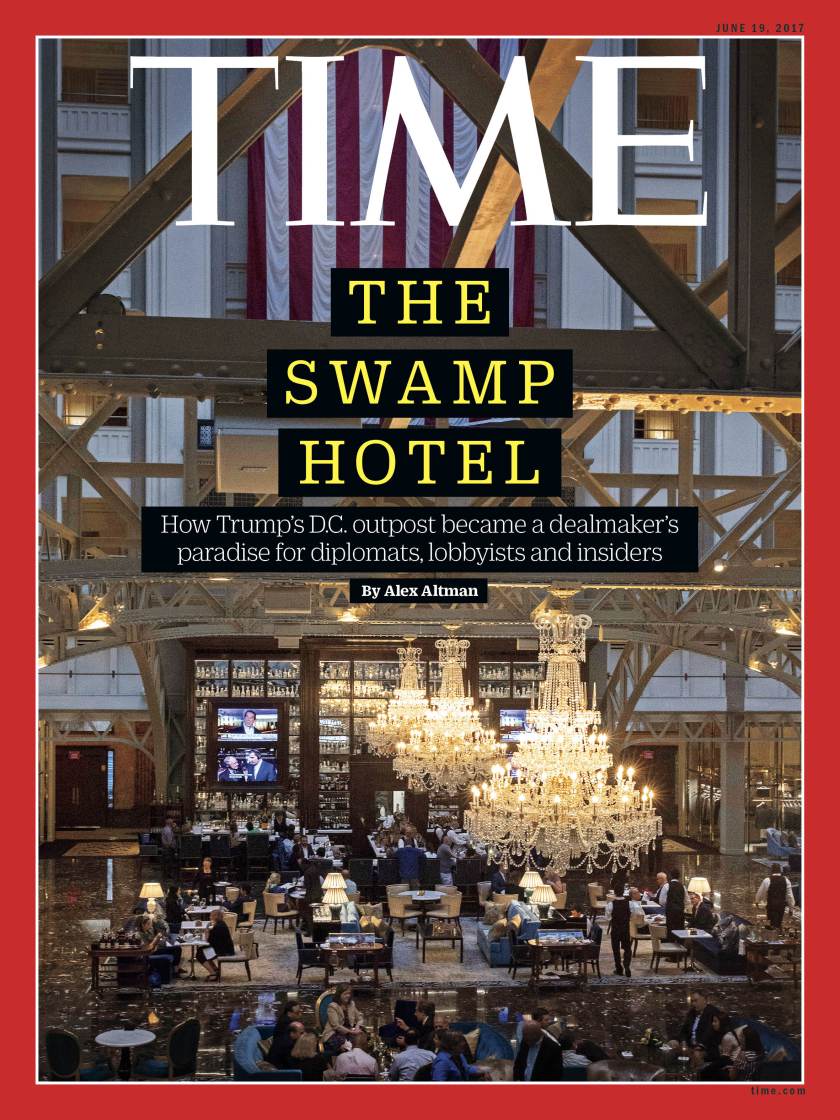 JUNE 19, 2017
TIME
THE
SWAMP
HOTEL
How Trump's D.C. outpost became a dealmaker's
paradise for diplomats, lobbyists and insiders
By Alex Altman
time.com